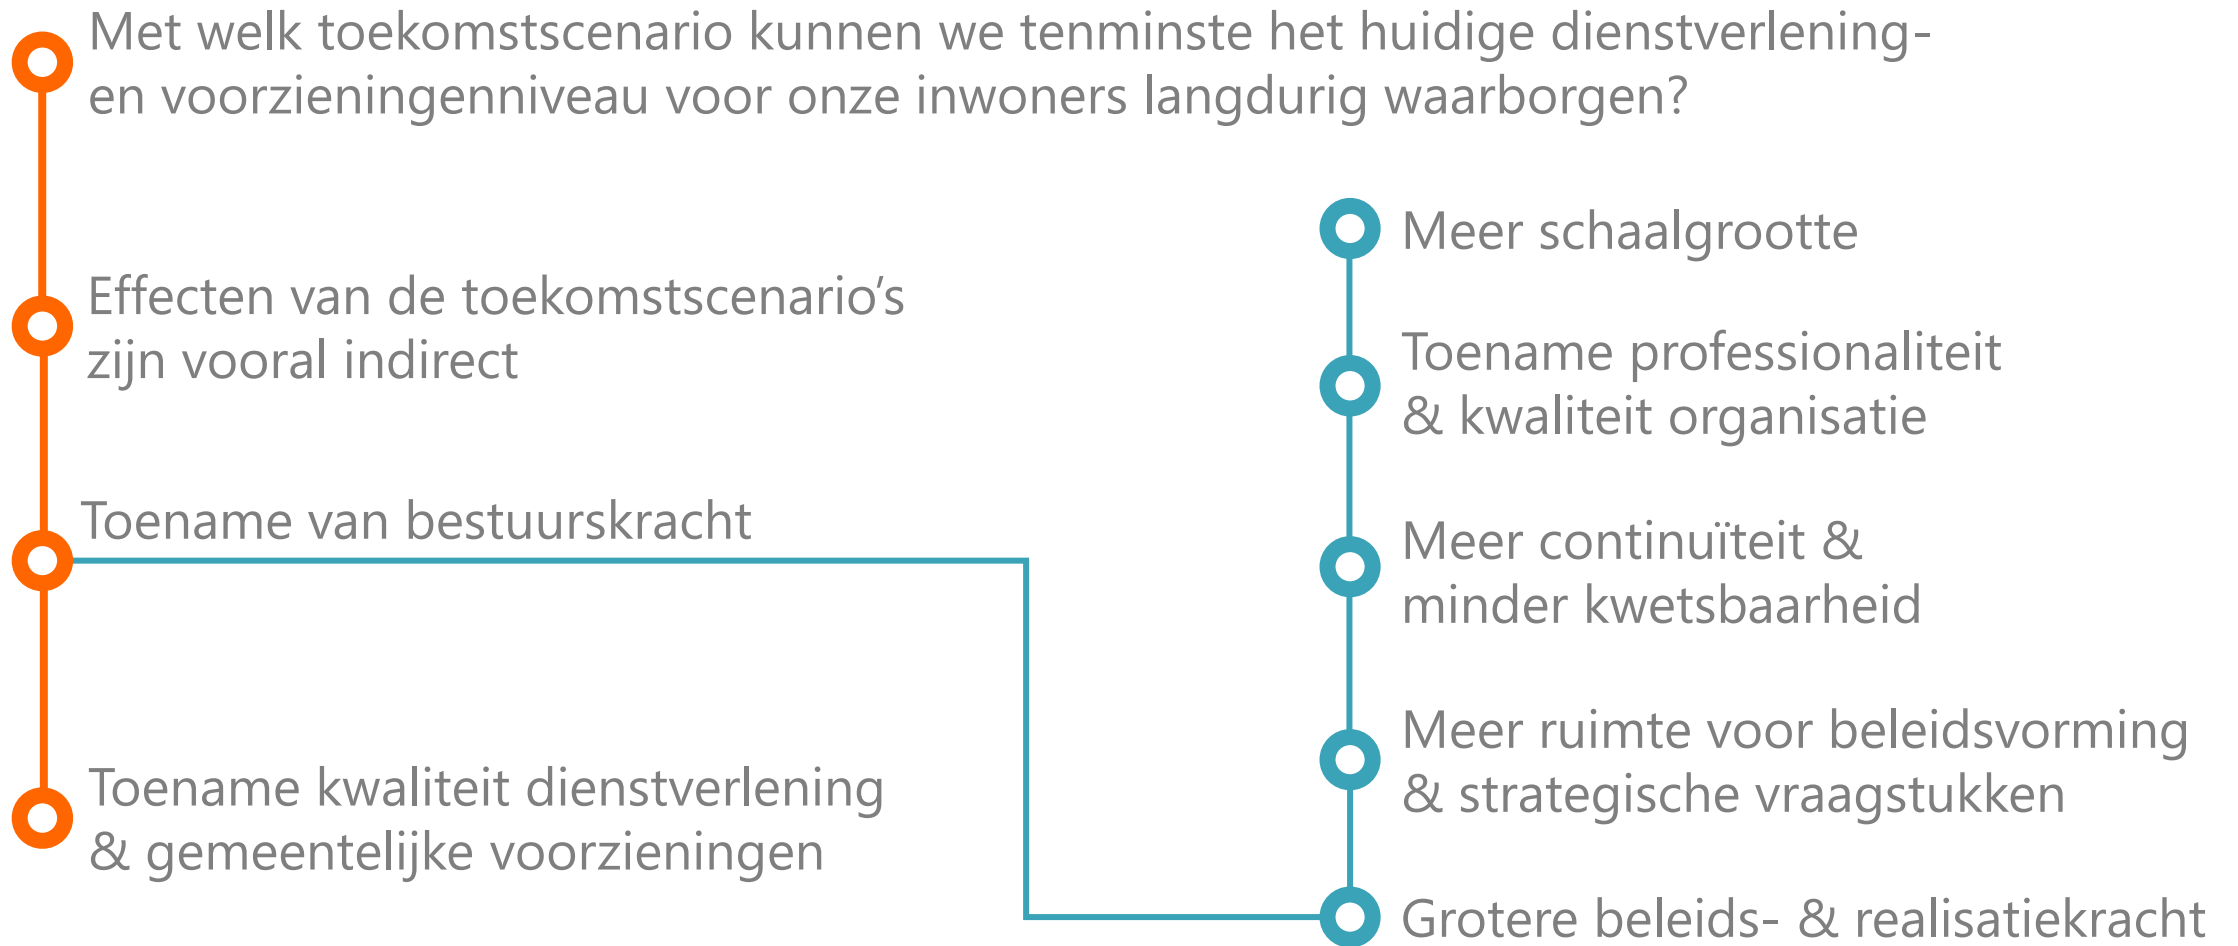 Met welk toekomstscenario kunnen we tenminste het huidige dienstverlening-
en voorzieningenniveau voor onze inwoners langdurig waarborgen?
Effecten van de toekomstscenario's
zijn vooral indirect
Toename van bestuurskracht
Toename kwaliteit dienstverlening
& gemeentelijke voorzieningen
Meer schaalgrootte
Toename professionaliteit
& kwaliteit organisatie
Meer continuïteit &
minder kwetsbaarheid
Meer ruimte voor beleidsvorming
& strategische vraagstukken
Grotere beleids- & realisatiekracht